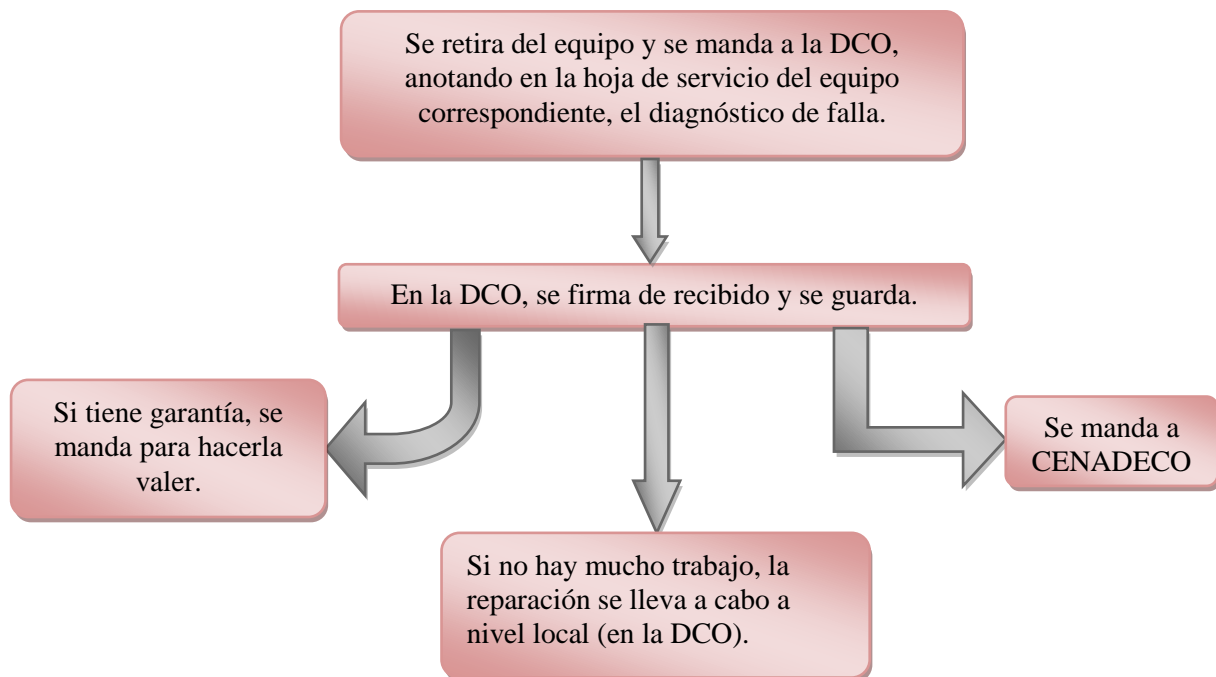 Se retira del equipo y se manda a la DCO,
anotando en la hoja de servicio del equipo
correspondiente, el diagnóstico de falla.
En la DCO, se firma de recibido y se guarda.
Si tiene garantía, se
manda para hacerla
valer.
Si no hay mucho trabajo, la
reparación se lleva a cabo a
nivel local (en la DCO).
Se manda a
CENADECO